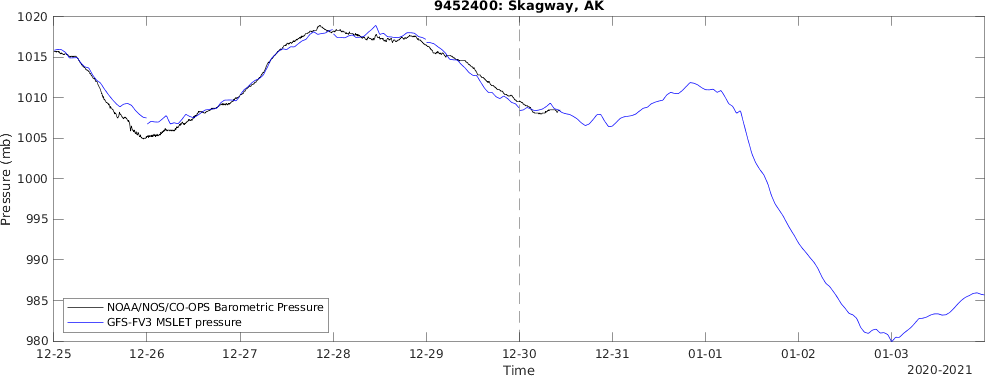 9452400: Skagway, AK
Pressure (mb)
1020
1015
1010
1005
1000
995
990
985
980
NOAA/NOS/CO-OPS Barometric Pressure
GFS-FV3 MSLET pressure
12-25 12-26 12-27 12-28 12-29 12-30 12-31 01-01 01-02 01-03
Time
2020-2021